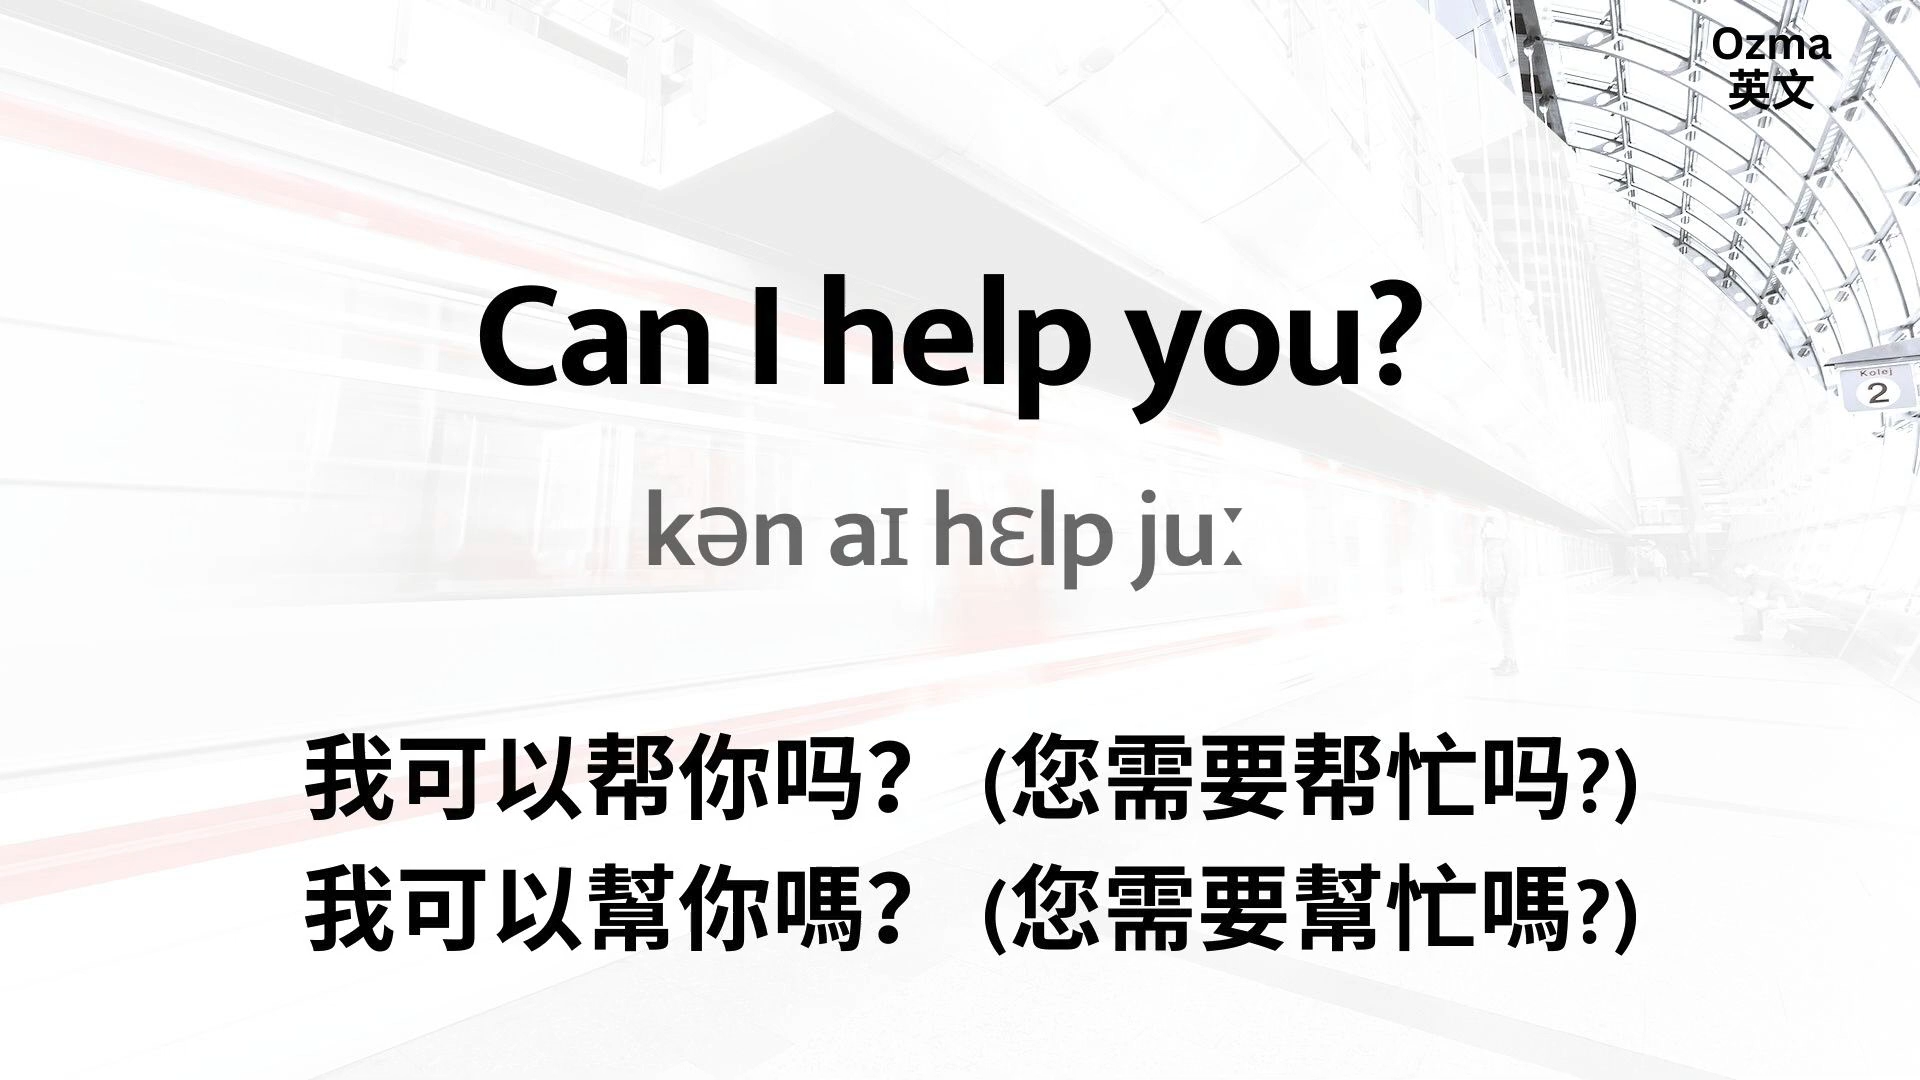 Ozma
英文
Can I help you?
kən aɪ hɛlp juː
我可以帮你吗? (您需要帮忙吗?)
我可以幫你嗎? (您需要幫忙嗎?)
Kolej
2